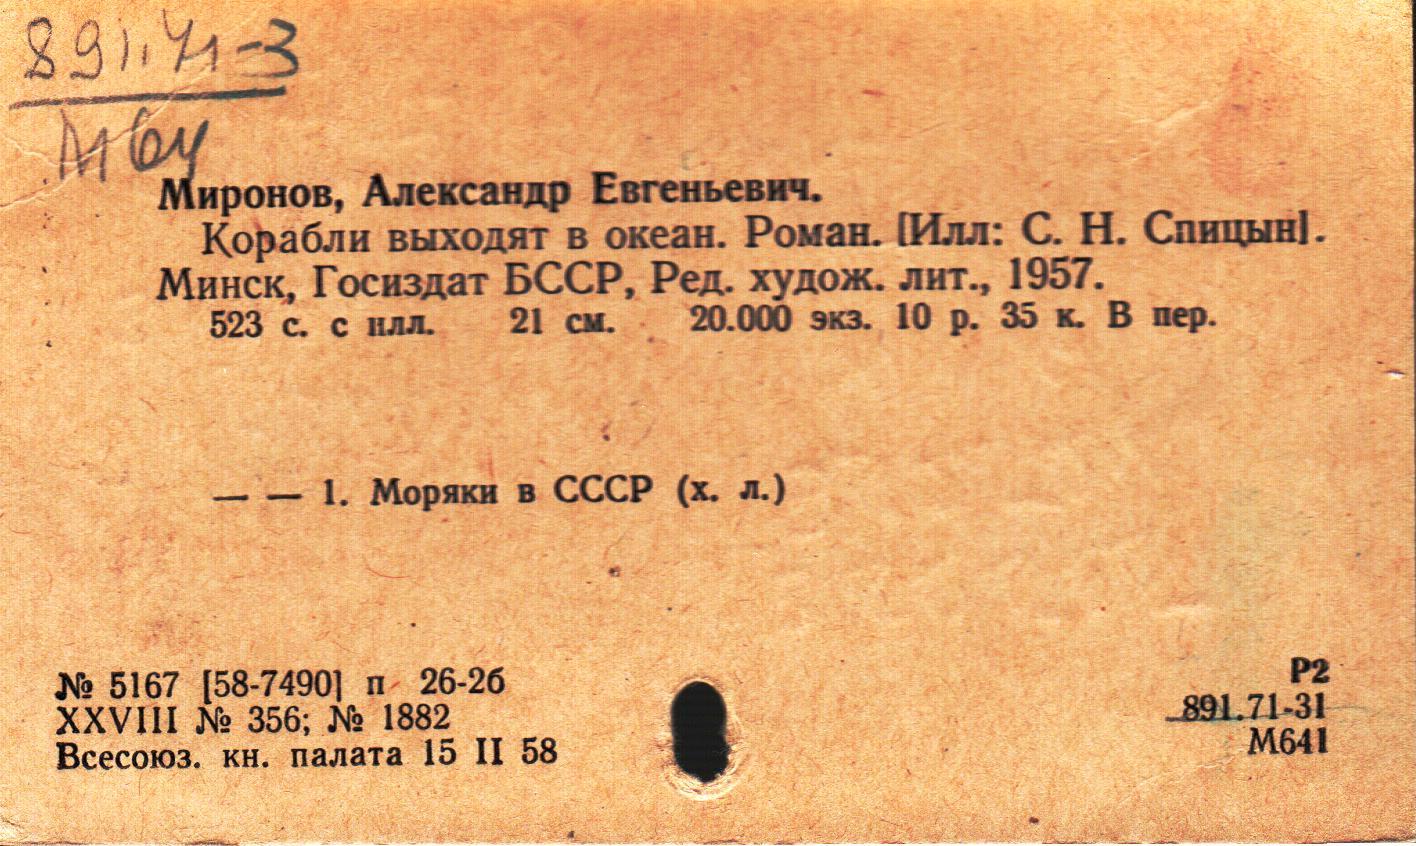 891.71-3
М64
Миронов, Александр Евгеньевич.
Корабли выходят в океан. Роман. [Илл: С. Н. Спицын].
Минск, Госиздат БССР, Ред. худож. лит., 1957.
523 с. с илл. 21 см. 20.000 экз. 10 р. 35 к. В пер.
— — 1. Моряки в СССР (х. л.)
№ 5167 [58-7490] п 26-2б
XXVIII № 356; № 1882
Всесоюз. кн. палата 15 II 58
Р2
891.71-31
М641